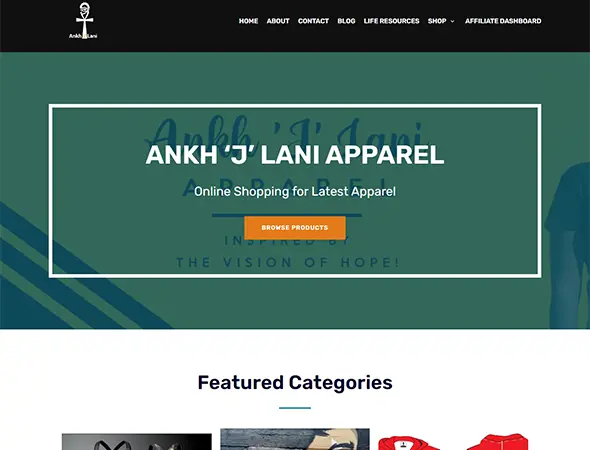 Ankh Lani
HOME ABOUT CONTACT BLOG LIFE RESOURCES SHOP AFFILIATE DASHBOARD
Ankh 'J' Lani
ANKH ‘J’ LANI APPAREL
APPAREL
Online Shopping for Latest Apparel
BROWSE PRODUCTS
INSPIRED BY
THE VISION OF HOPE!
Featured Categories